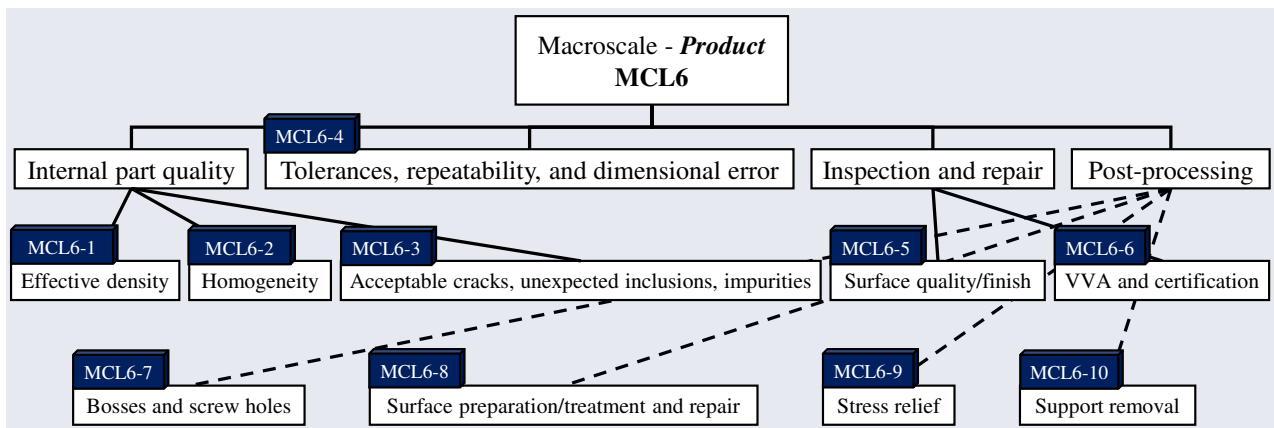 Macroscale - Product
MCL6
MCL6-4
Internal part quality
Tolerances, repeatability, and dimensional error
Inspection and repair
Post-processing
MCL6-1
MCL6-2
MCL6-3
MCL6-5
MCL6-6
Effective density
Homogeneity
Acceptable cracks, unexpected inclusions, impurities
Surface quality/finish
VVA and certification
MCL6-7
MCL6-8
MCL6-9
MCL6-10
Bosses and screw holes
Surface preparation/treatment and repair
Stress relief
Support removal